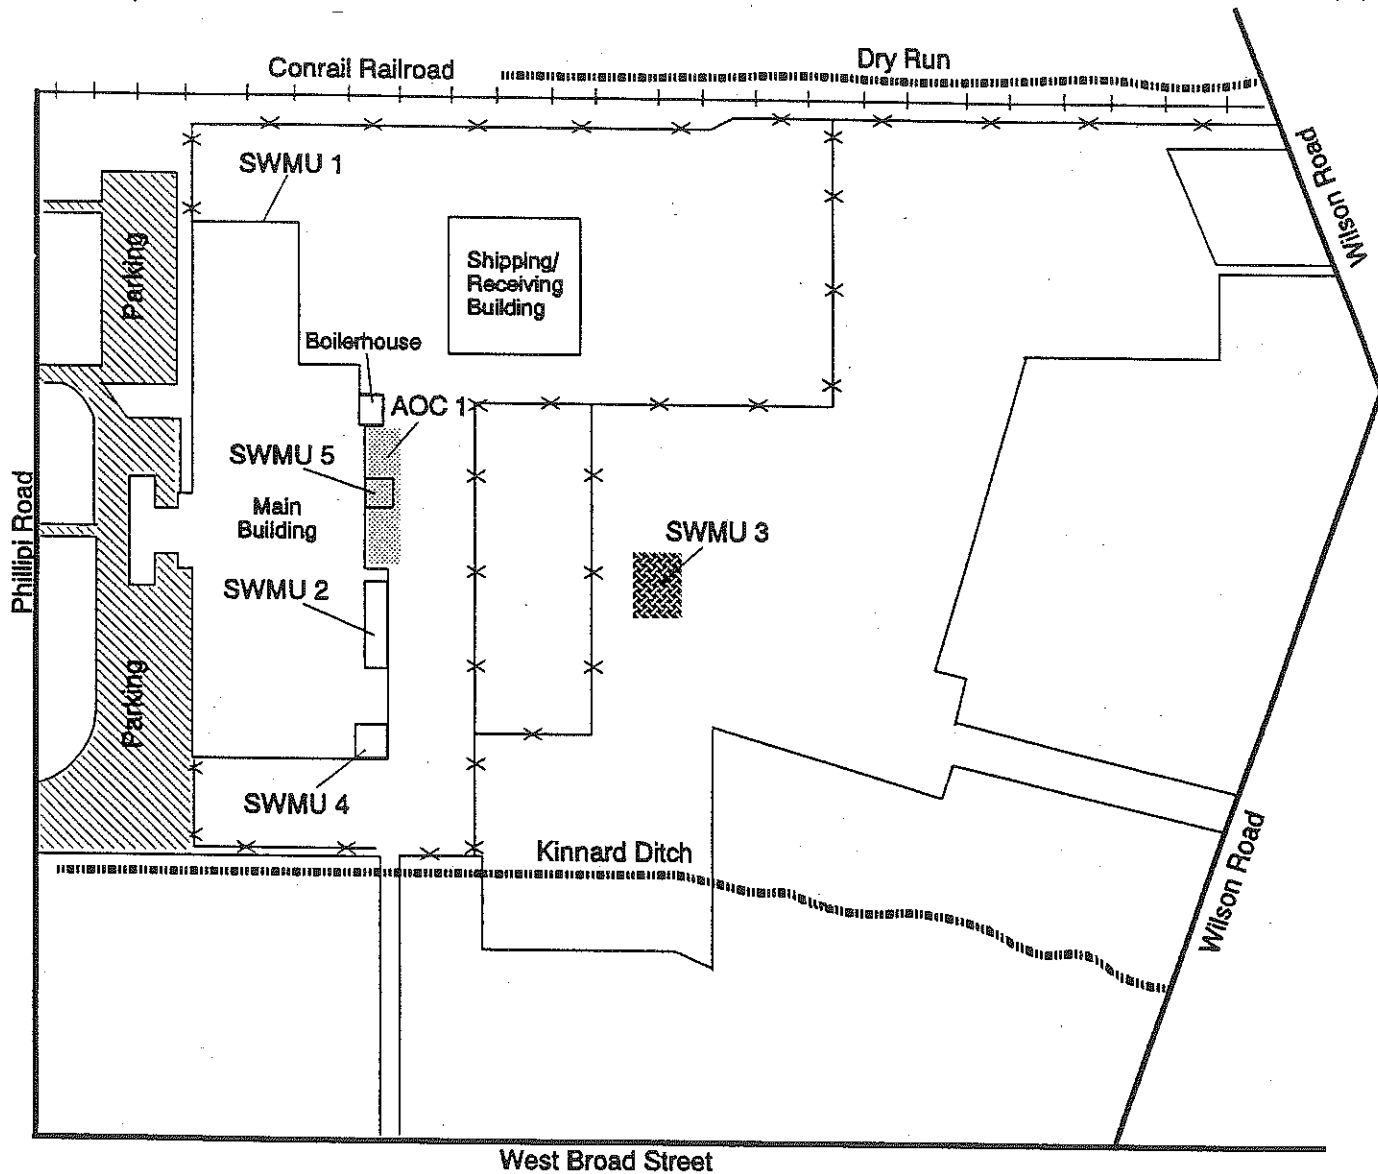 Conrail Railroad
Dry Run
SWMU 1
Wilson Road
Parking
Shipping/
Receiving
Building
Boilerhouse
AOC 1
SWMU 5
Main
Building
SWMU 3
Phillipi Road
SWMU 2
Parking
SWMU 4
Kinnard Ditch
Wilson Road
West Broad Street